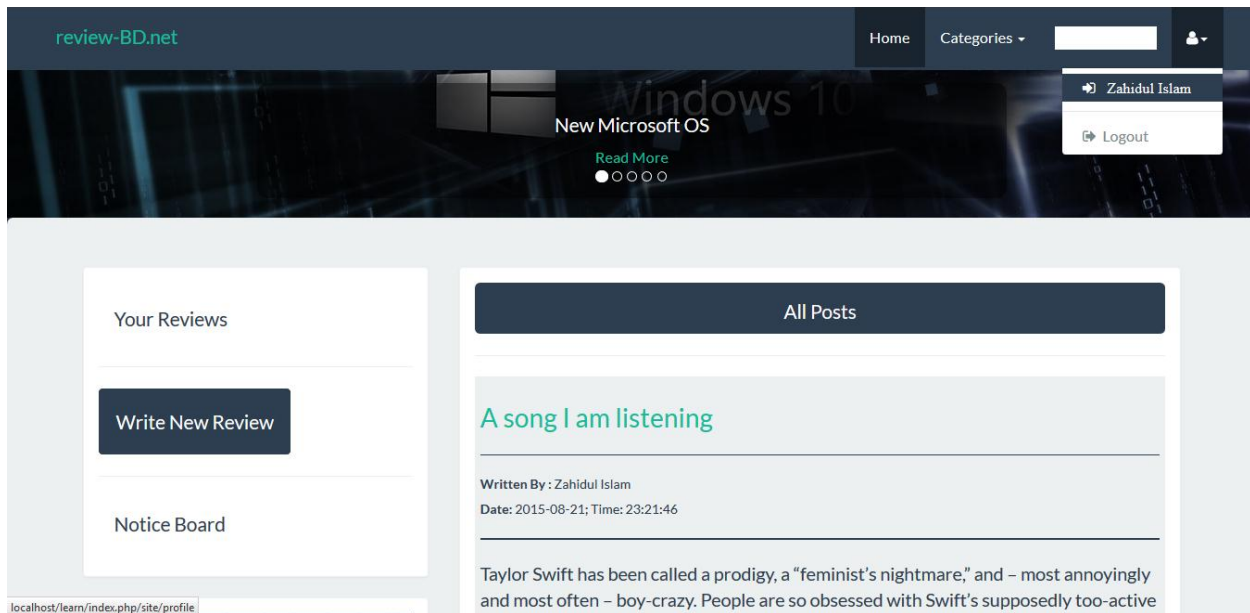 review-BD.net
Home
Categories
Zahidul Islam
Logout
Windows 10
New Microsoft OS
Read More
Your Reviews
Write New Review
Notice Board
All Posts
A song I am listening
Written By : Zahidul Islam
Date: 2015-08-21; Time: 23:21:46
Taylor Swift has been called a prodigy, a “feminist’s nightmare,” and – most annoyingly
and most often – boy-crazy. People are so obsessed with Swift’s supposedly too-active
localhost/learn/index.php/site/profile